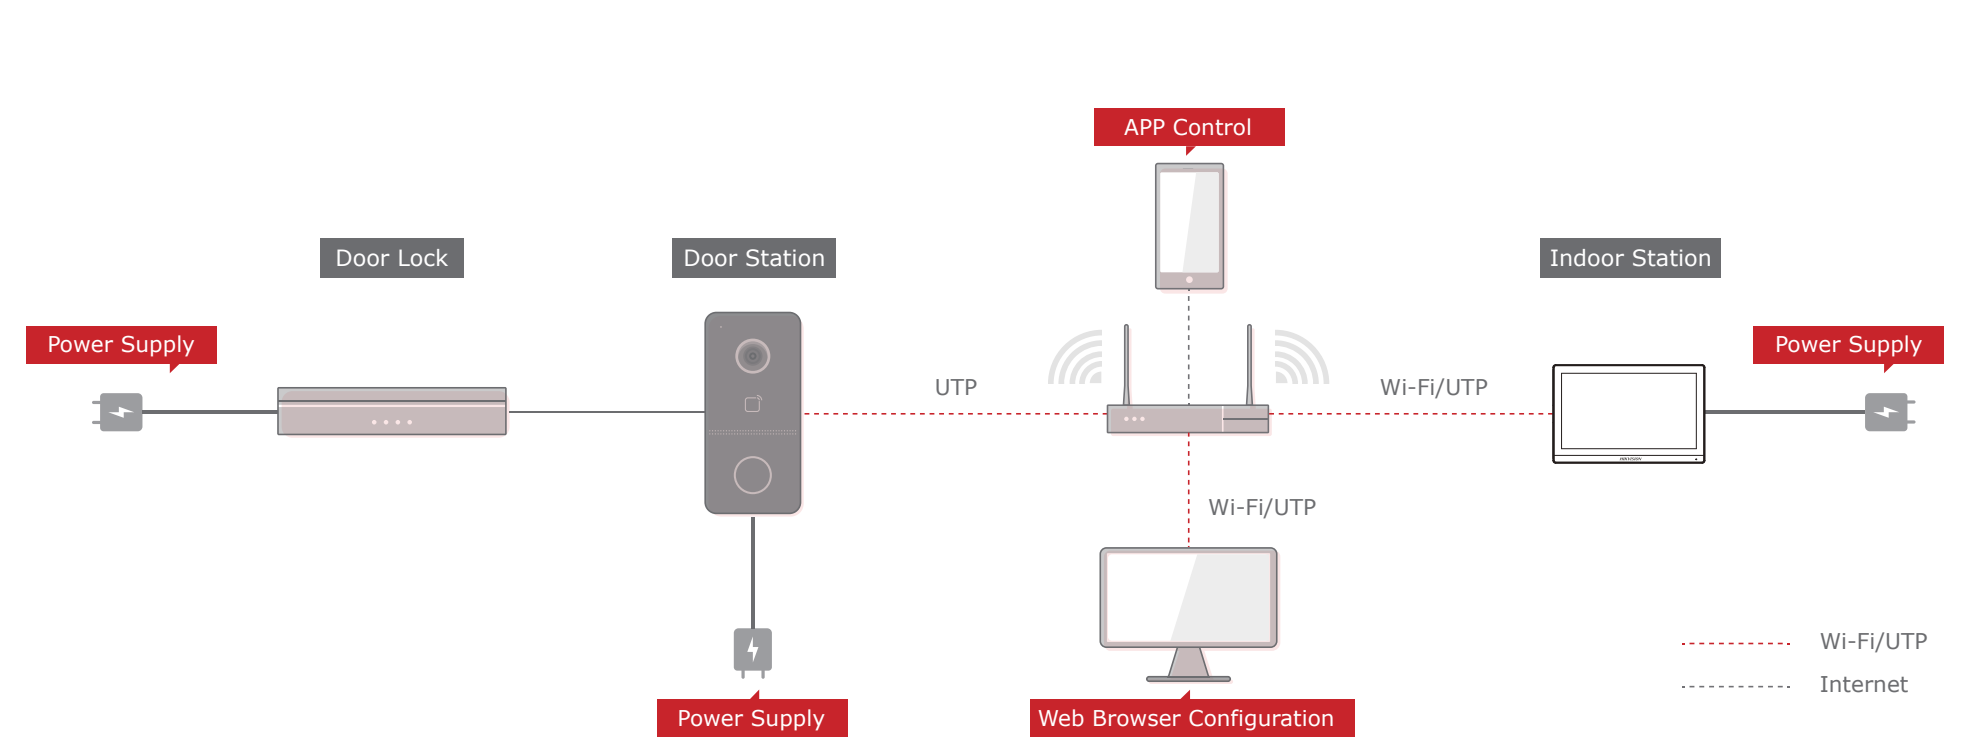 APP Control
Door Lock
Door Station
Indoor Station
Power Supply
Power Supply
UTP
Wi-Fi/UTP
HIKVISION
Wi-Fi/UTP
Wi-Fi/UTP
Internet
Power Supply
Web Browser Configuration